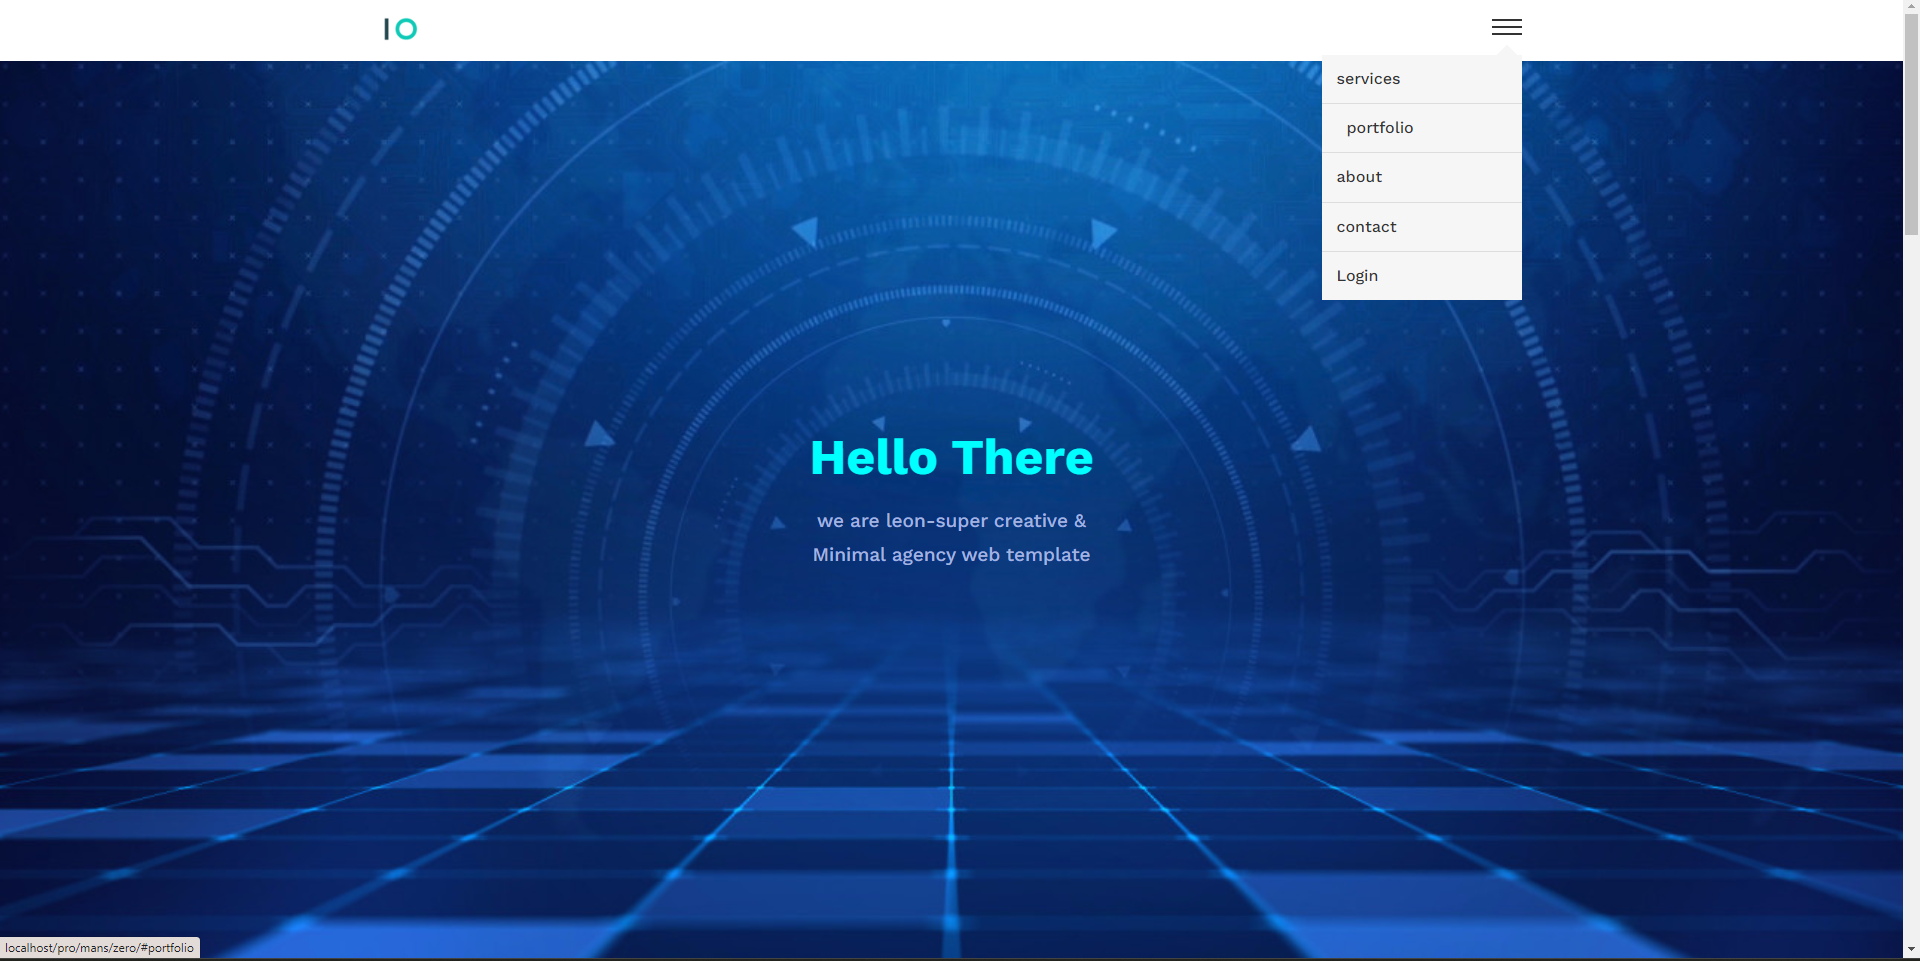 IO
services
portfolio
about
contact
Login
Hello There
we are leon-super creative &
Minimal agency web template
localhost/pro/mans/zero/#portfolio